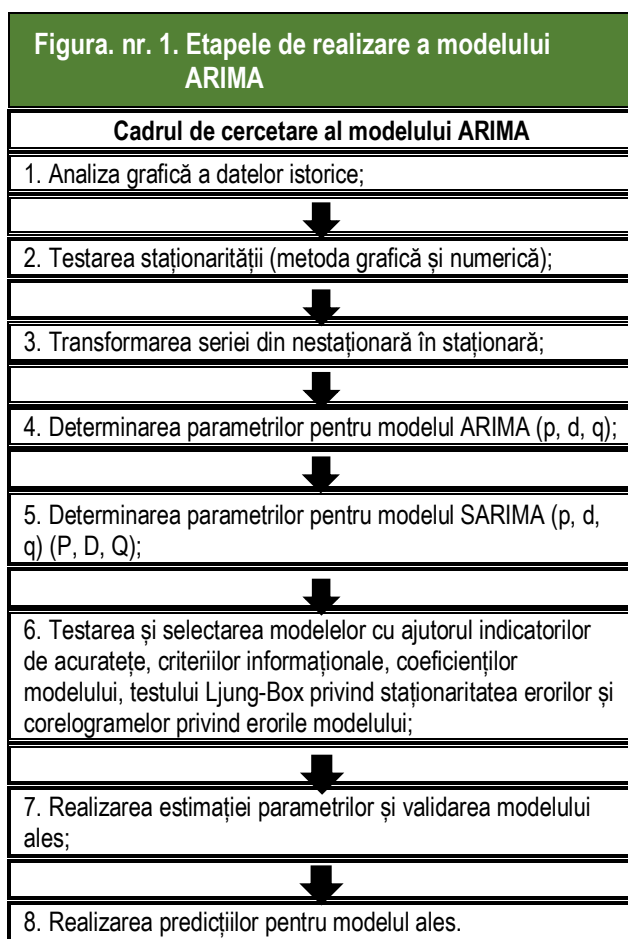 Figura. nr. 1. Etapele de realizare a modelului
ARIMA
Cadrul de cercetare al modelului ARIMA
1. Analiza grafică a datelor istorice;
2. Testarea staționarității (metoda grafică și numerică);
3. Transformarea seriei din nestaționară în staționară;
4. Determinarea parametrilor pentru modelul ARIMA (p, d, q);
5. Determinarea parametrilor pentru modelul SARIMA (p, d,
q) (P, D, Q);
6. Testarea și selectarea modelelor cu ajutorul indicatorilor
de acuratețe, criteriilor informaționale, coeficienților
modelului, testului Ljung-Box privind staționaritatea erorilor și
corelogramelor privind erorile modelului;
7. Realizarea estimației parametrilor și validarea modelului
ales;
8. Realizarea predicțiilor pentru modelul ales.